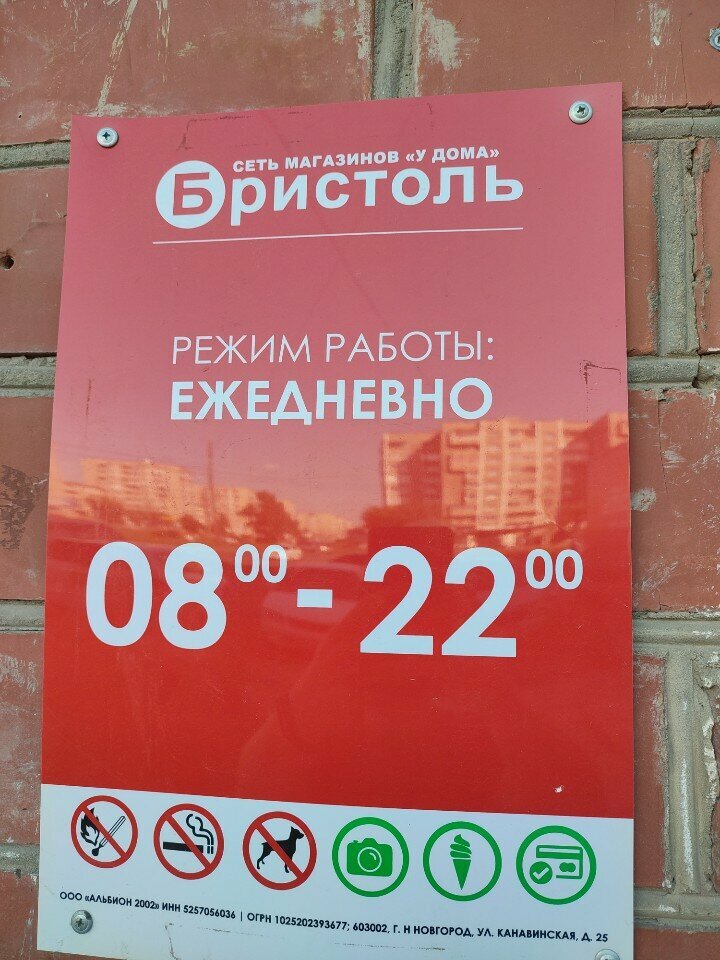 СЕТЬ МАГАЗИНОВ «У ДОМА»
Бристоль
РЕЖИМ РАБОТЫ:
ЕЖЕДНЕВНО
08⁰⁰ - 22⁰⁰
ООО «АЛЬБИОН 2002» ИНН 5257056036 | ОГРН 1025202393677; 603002, Г. Н НОВГОРОД, УЛ. КАНАВИНСКАЯ, Д. 25